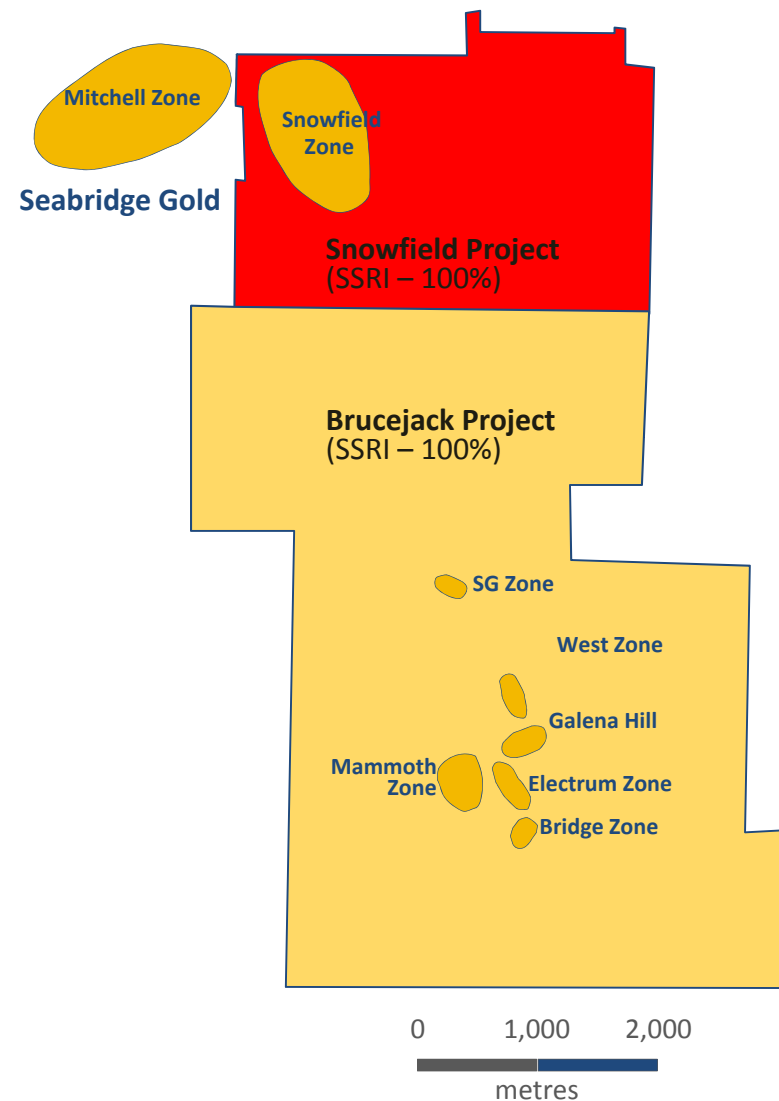 Mitchell Zone
Snowfield
Zone
Seabridge Gold
Snowfield Project
(SSRI – 100%)
Brucejack Project
(SSRI – 100%)
SG Zone
West Zone
Galena Hill
Mammoth
Zone
Electrum Zone
Bridge Zone
0 1,000 2,000
metres